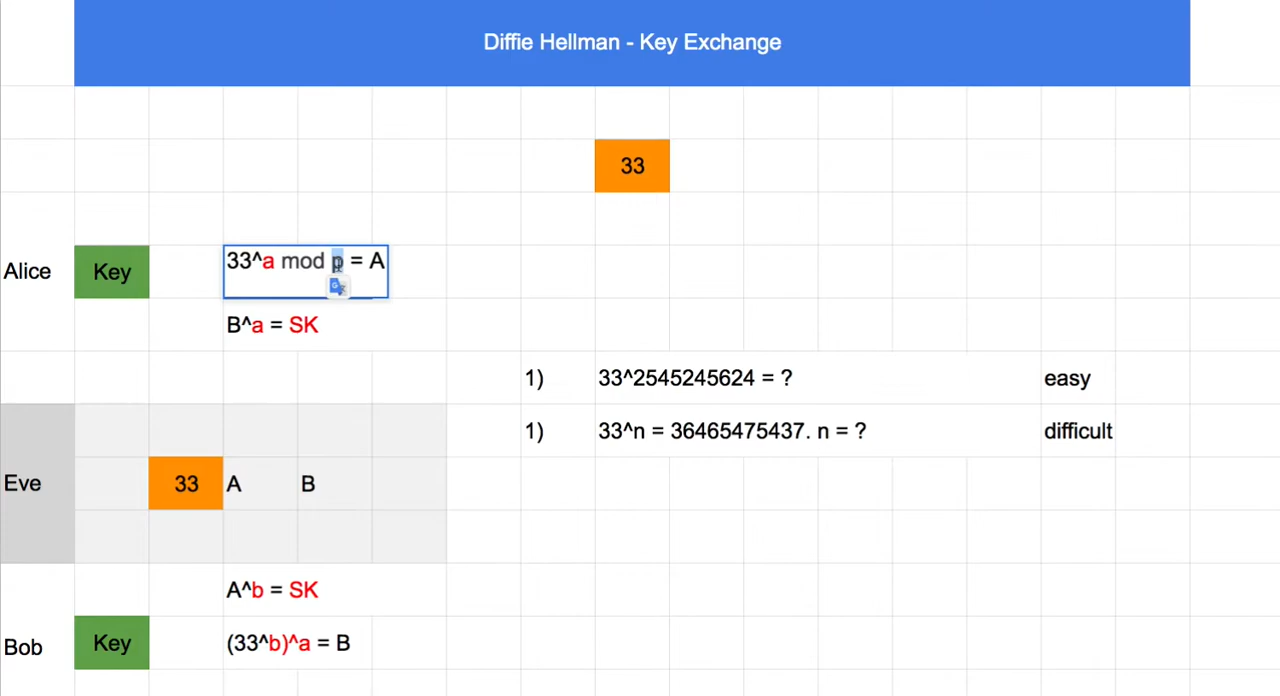 Diffie Hellman - Key Exchange
33
Alice
Key
33^a mod p = A
B^a = SK
1) 33^2545245624 = ? easy
1) 33^n = 36465475437. n = ? difficult
Eve
33 A B
A^b = SK
Bob
Key
(33^b)^a = B